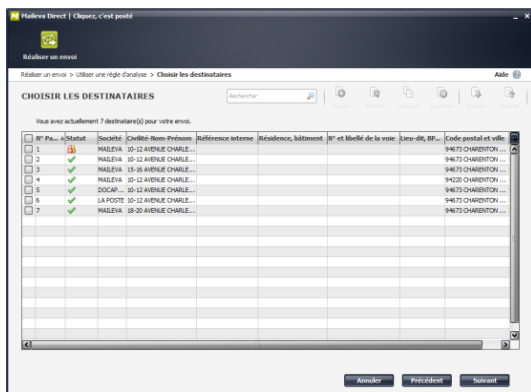 Maileva Direct | Cliquez, c'est posté
Réaliser un envoi
Réaliser un envoi > Utiliser une règle d'analyse > Choisir les destinataires
Aide
CHOISIR LES DESTINATAIRES
Rechercher
Vous avez actuellement 7 destinataire(s) pour votre envoi.
N° Pa... Statut Société Civilité-Nom-Prénom Référence interne Résidence, bâtiment N° et libellé de la voie Lieu-dit, BP... Code postal et ville
1 MAILEVA 10-12 AVENUE CHARLE... 94673 CHARENTON ...
2 MAILEVA 10-12 AVENUE CHARLE... 94673 CHARENTON ...
3 MAILEVA 15-16 AVENUE CHARLE... 94673 CHARENTON ...
4 MAILEVA 10-12 AVENUE CHARLE... 94220 CHARENTON ...
5 DOCAP... 10-12 AVENUE CHARLE... 94673 CHARENTON ...
6 LA POSTE 10-12 AVENUE CHARLE... 94673 CHARENTON ...
7 MAILEVA 18-20 AVENUE CHARLE... 94673 CHARENTON ...
Annuler Précédent Suivant